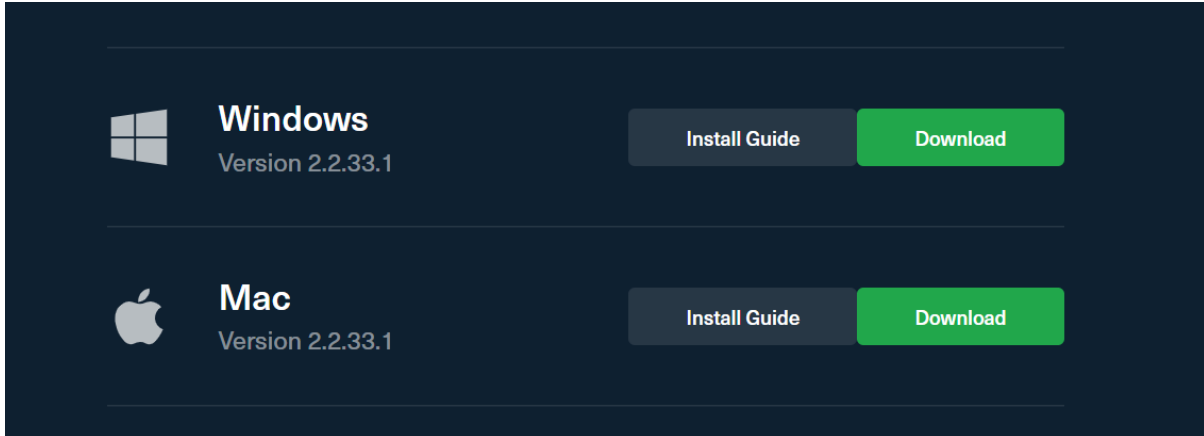 Windows
Version 2.2.33.1
Install Guide
Download
Mac
Version 2.2.33.1
Install Guide
Download